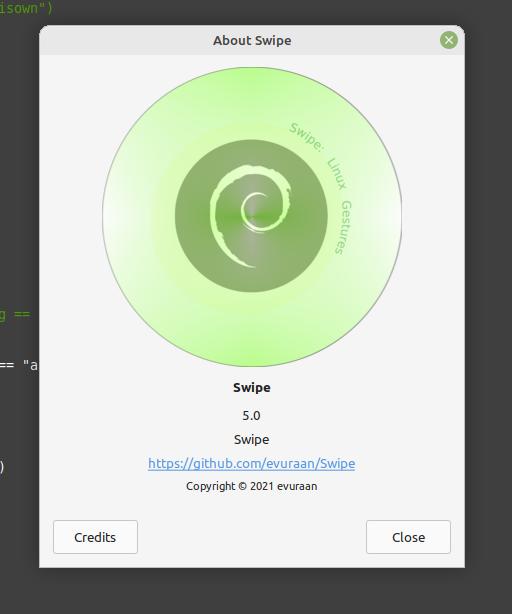 isown")
About Swipe
Swipe: Linux Gestures
g ==
== "a
)
Swipe
5.0
Swipe
https://github.com/evuraan/Swipe
Copyright © 2021 evuraan
Credits
Close